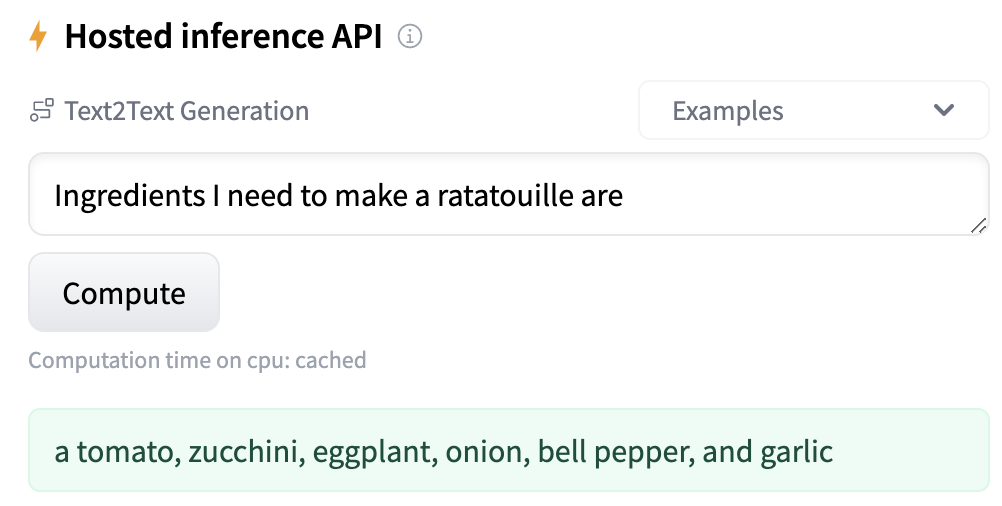 Hosted inference API
Text2Text Generation
Examples
Ingredients I need to make a ratatouille are
Compute
Computation time on cpu: cached
a tomato, zucchini, eggplant, onion, bell pepper, and garlic